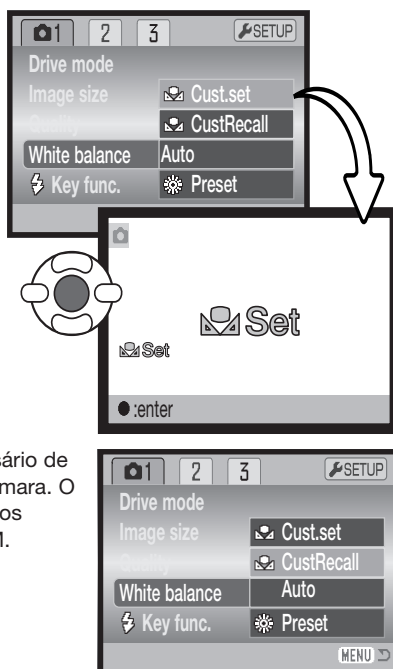 1 2 3 SETUP
Drive mode
Image size Cust.set
Quality CustRecall
White balance Auto
Key func. Preset
Set
Set
:enter
sário de
mara. O
os
M.
1 2 3 SETUP
Drive mode
Image size Cust.set
Quality CustRecall
White balance Auto
Key func. Preset
MENU